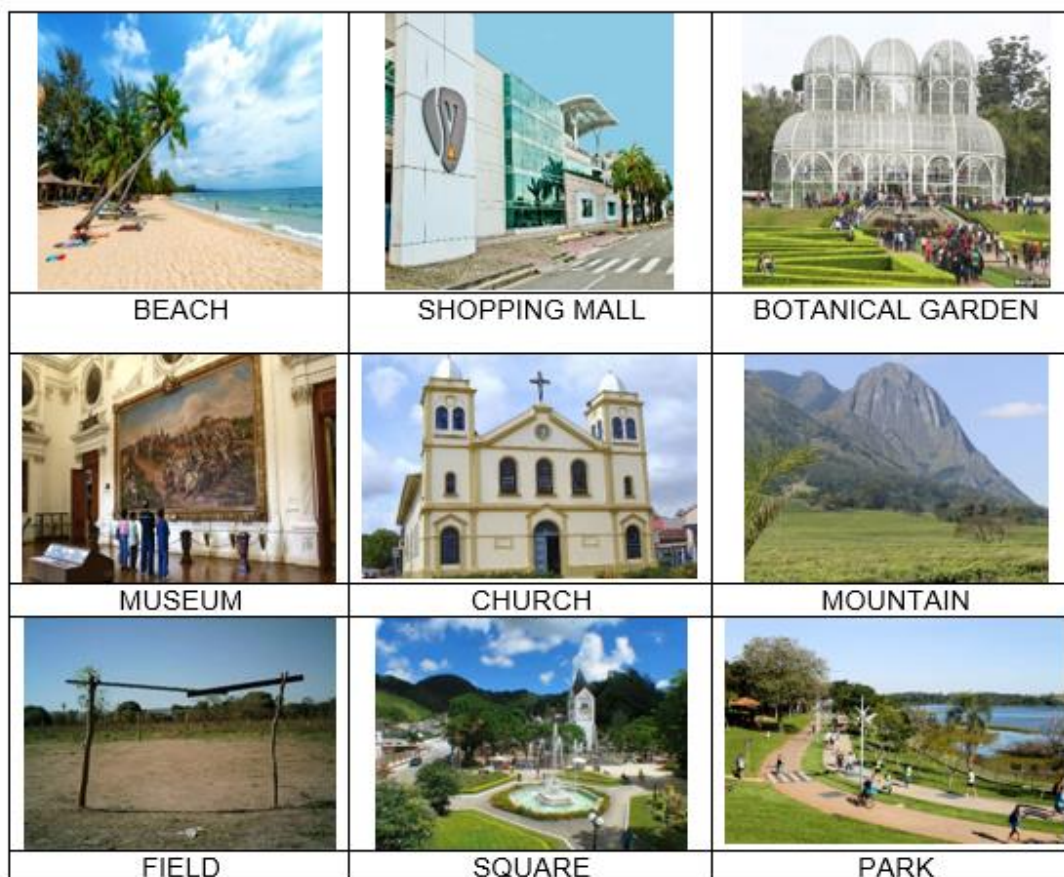 BEACH
SHOPPING MALL
BOTANICAL GARDEN
MUSEUM
CHURCH
MOUNTAIN
FIELD
SQUARE
PARK